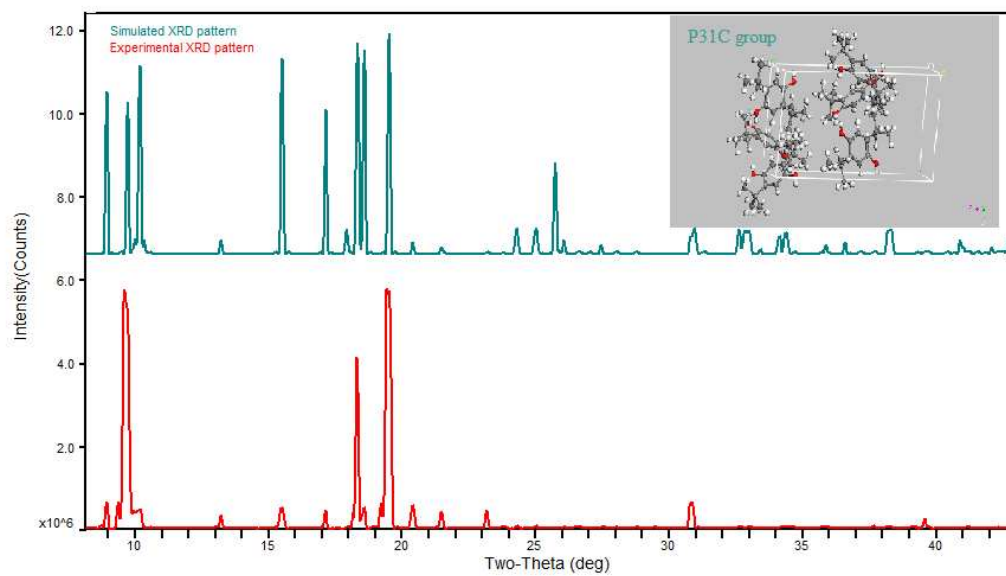 12.0
Simulated XRD pattern
Experimental XRD pattern
P31C group
10.0
8.0
6.0
4.0
2.0
x10^6
Intensity(Counts)
10 15 20 25 30 35 40
Two-Theta (deg)